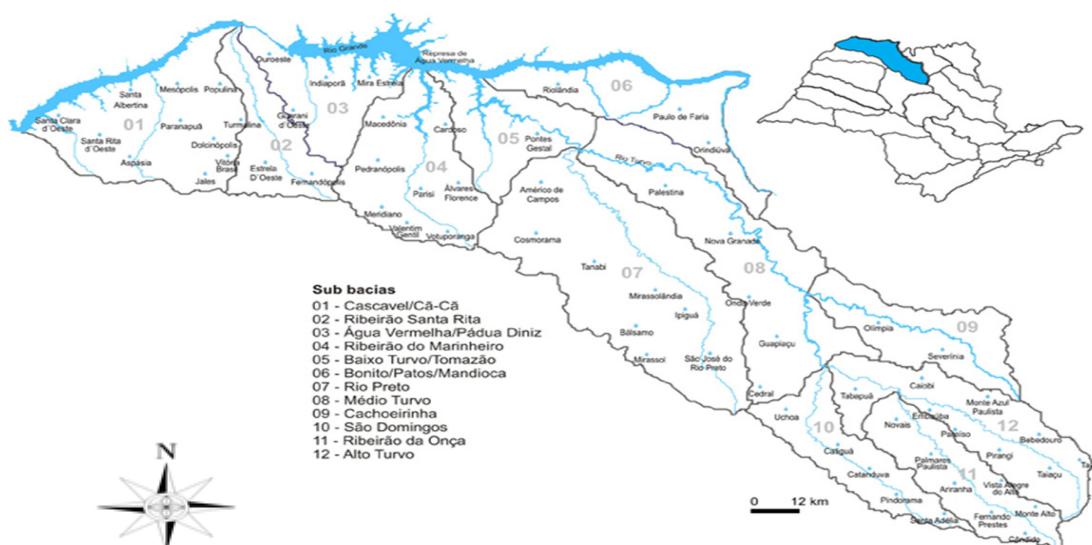 Rio Grande
Represa de
Água Vermelha
Ouroeste
Indiaporã
Mira Estrela
Riolândia
06
Paulo de Faria
Orindiúva
Santa
Albertina
Mesópolis
Populina
Santa Clara
d'Oeste
01
Paranapuã
Turmalina
Guarani
d'Oeste
03
Santa Rita
d'Oeste
Dolcinópolis
02
Macedônia
Cardoso
05
Pontes
Gestal
Rio Turvo
Aspásia
Vitória
Brasil
Jales
Estrela
D'Oeste
Fernandópolis
Pedranópolis
04
Parisi
Álvares
Florence
Meridiano
Valentim
Gentil
Votuporanga
Américo de
Campos
Palestina
Cosmorama
Nova Granada
Tanabi
07
08
Mirassolândia
Onda Verde
Ipiguá
Bálsamo
Mirassol
São José do
Rio Preto
Guapiaçu
Cedral
Olímpia
09
Severínia
Caiobi
Tabapuã
Monte Azul
Paulista
Uchoa
10
Novais
Embaúba
12
Paraíso
Bebedouro
Catiguá
Palmares
Paulista
Pirangi
Catanduva
11
Taiaçu
Ariranha
Vista Alegre
do Alto
Pindorama
Santa Adélia
Fernando
Prestes
Monte Alto
Cândido
Sub bacias
01 - Cascavel/Cã-Cã
02 - Ribeirão Santa Rita
03 - Água Vermelha/Pádua Diniz
04 - Ribeirão do Marinheiro
05 - Baixo Turvo/Tomazão
06 - Bonito/Patos/Mandioca
07 - Rio Preto
08 - Médio Turvo
09 - Cachoeirinha
10 - São Domingos
11 - Ribeirão da Onça
12 - Alto Turvo
N
0 12 km